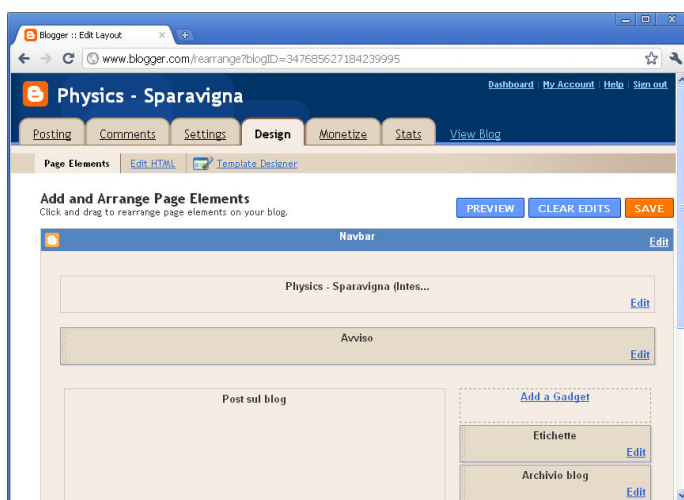 Blogger :: Edit Layout
www.blogger.com/rearrange?blogID=347685627184239995
Dashboard | My Account | Help | Sign out
Physics - Sparavigna
Posting Comments Settings Design Monetize Stats View Blog
Page Elements Edit HTML Template Designer
Add and Arrange Page Elements
Click and drag to rearrange page elements on your blog.
PREVIEW CLEAR EDITS SAVE
Navbar
Edit
Physics - Sparavigna (Intes...
Edit
Avviso
Edit
Post sul blog
Add a Gadget
Etichette
Edit
Archivio blog
Edit